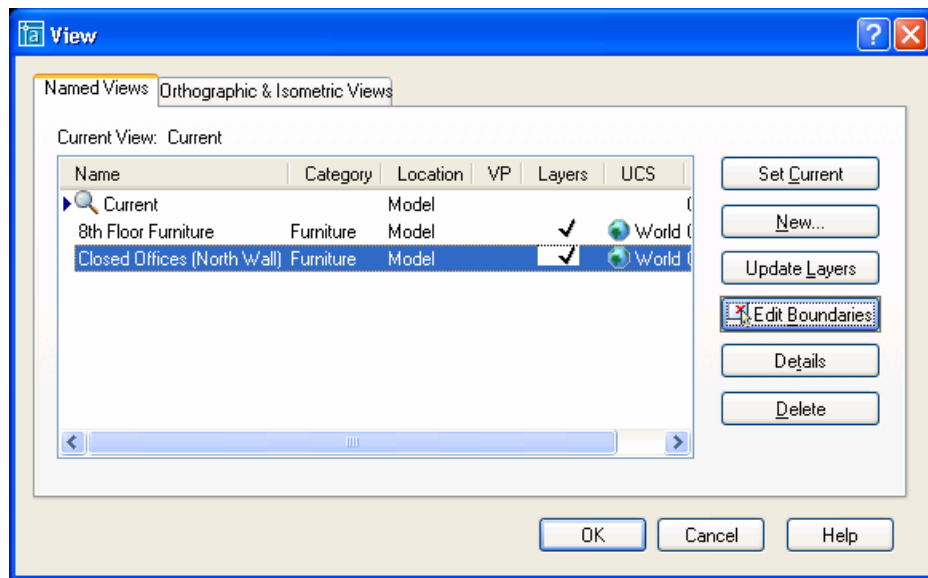 View
Named Views Orthographic & Isometric Views
Current View: Current
Name Category Location VP Layers UCS
Current Model
8th Floor Furniture Furniture Model World
Closed Offices (North Wall) Furniture Model World
Set Current
New...
Update Layers
Edit Boundaries
Details
Delete
OK Cancel Help